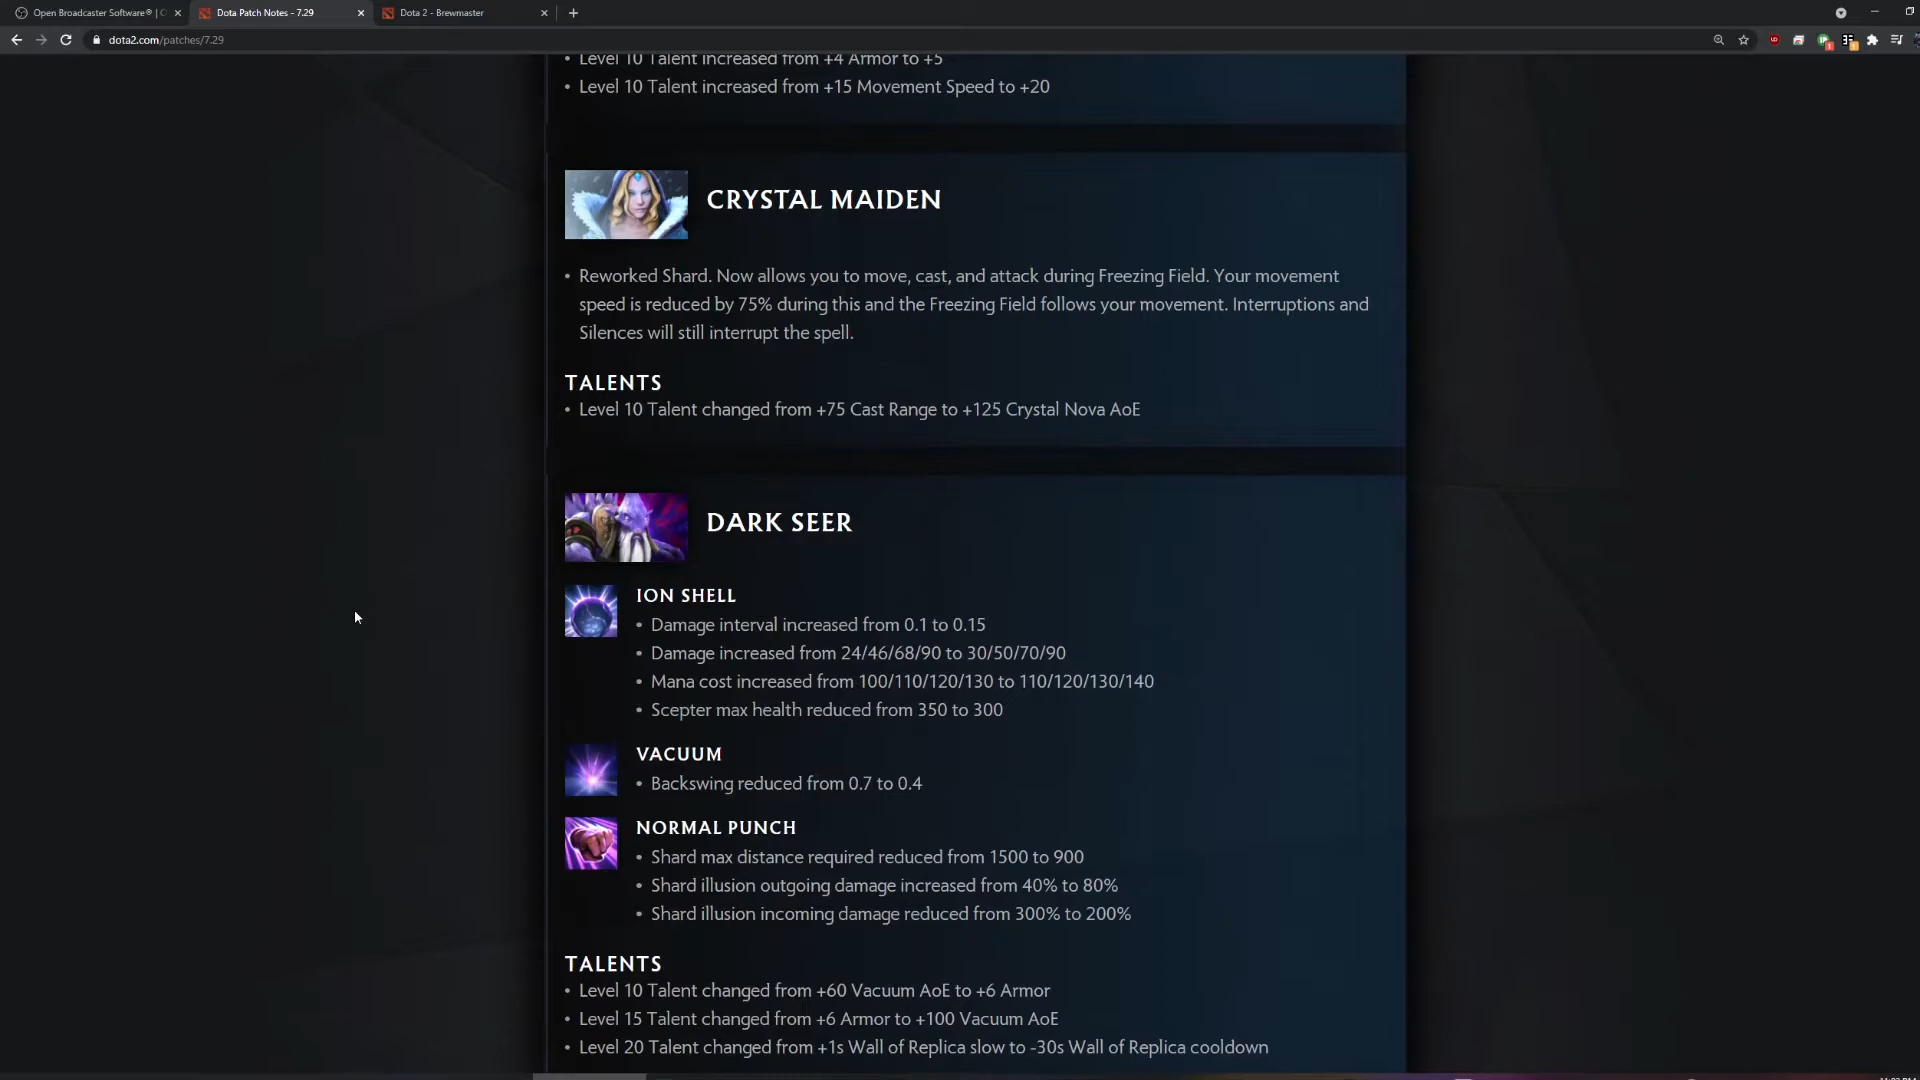 Open Broadcaster Software® |
Dota Patch Notes - 7.29
Dota 2 - Brewmaster
dota2.com/patches/7.29
• Level 10 Talent increased from +4 Armor to +5
• Level 10 Talent increased from +15 Movement Speed to +20
CRYSTAL MAIDEN
• Reworked Shard. Now allows you to move, cast, and attack during Freezing Field. Your movement
speed is reduced by 75% during this and the Freezing Field follows your movement. Interruptions and
Silences will still interrupt the spell.
TALENTS
• Level 10 Talent changed from +75 Cast Range to +125 Crystal Nova AoE
DARK SEER
ION SHELL
• Damage interval increased from 0.1 to 0.15
• Damage increased from 24/46/68/90 to 30/50/70/90
• Mana cost increased from 100/110/120/130 to 110/120/130/140
• Scepter max health reduced from 350 to 300
VACUUM
• Backswing reduced from 0.7 to 0.4
NORMAL PUNCH
• Shard max distance required reduced from 1500 to 900
• Shard illusion outgoing damage increased from 40% to 80%
• Shard illusion incoming damage reduced from 300% to 200%
TALENTS
• Level 10 Talent changed from +60 Vacuum AoE to +6 Armor
• Level 15 Talent changed from +6 Armor to +100 Vacuum AoE
• Level 20 Talent changed from +1s Wall of Replica slow to -30s Wall of Replica cooldown